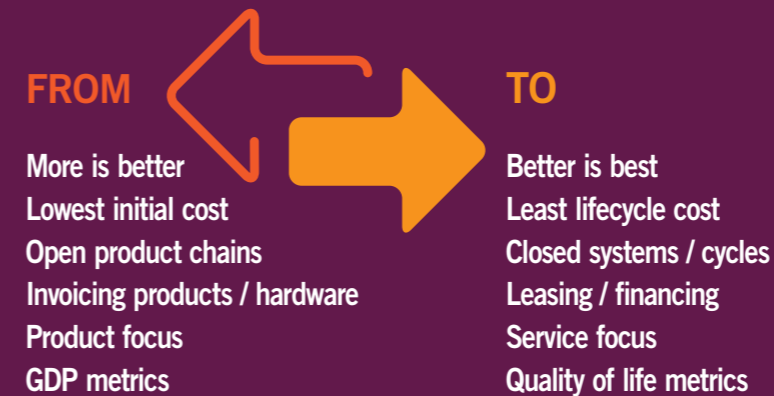 FROM
More is better
Lowest initial cost
Open product chains
Invoicing products / hardware
Product focus
GDP metrics
TO
Better is best
Least lifecycle cost
Closed systems / cycles
Leasing / financing
Service focus
Quality of life metrics